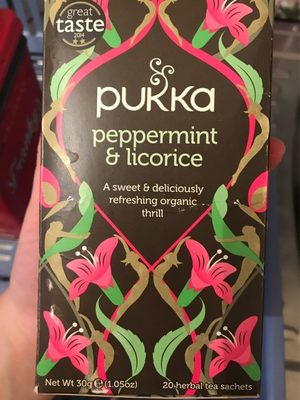 great
taste
2014
pukka
peppermint
& licorice
A sweet & deliciously
refreshing organic
thrill
Net Wt 30g ℮ (1.05oz)
20 herbal tea sachets